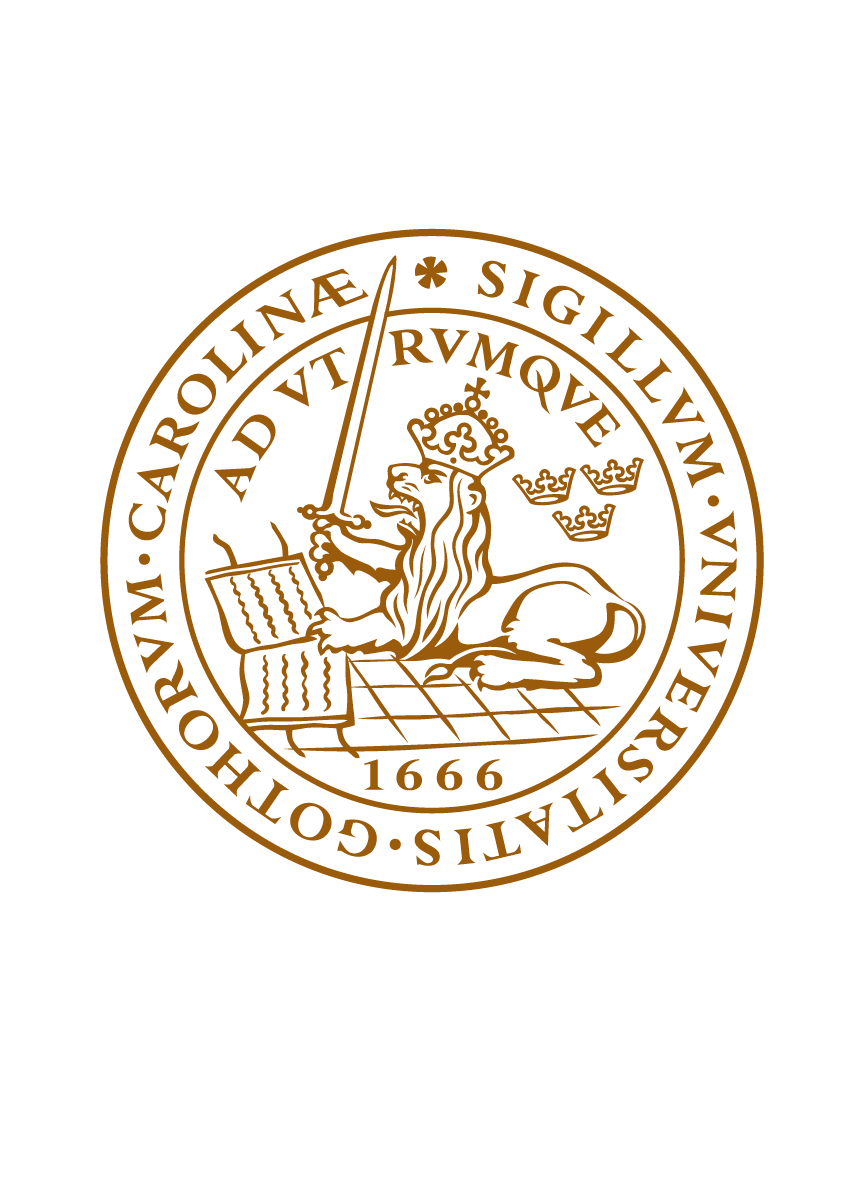 * SIGILLVM · VNIVERSITATIS · GOTHORVM · CAROLINÆ
AD VTRVMQVE
1666